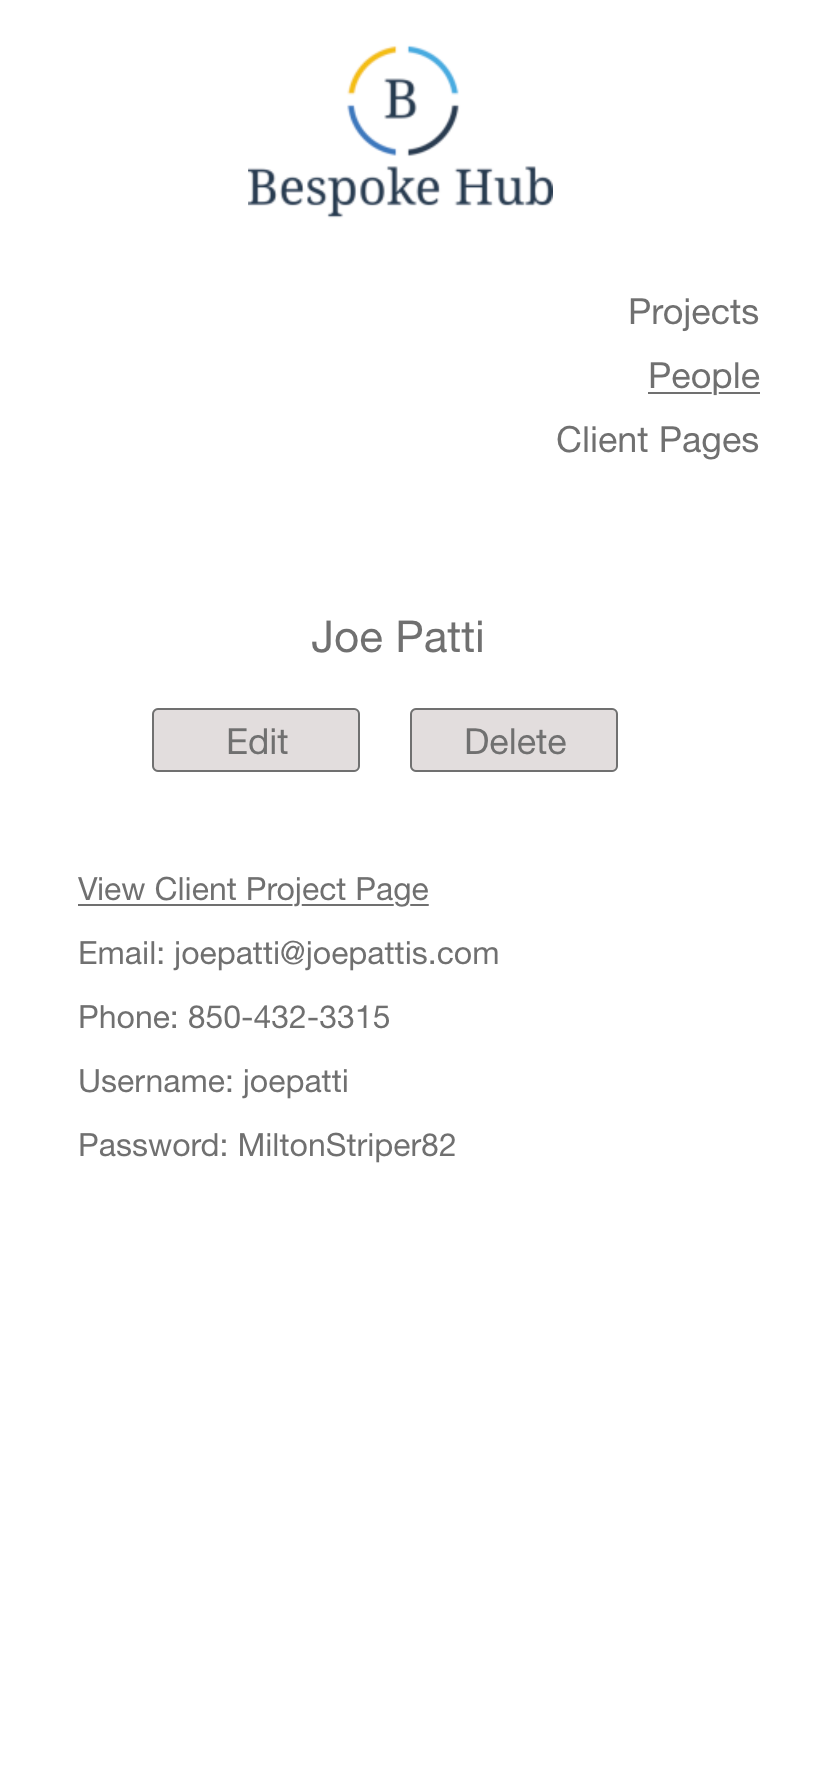 B
Bespoke Hub
Projects
People
Client Pages
Joe Patti
Edit Delete
View Client Project Page
Email: joepatti@joepattis.com
Phone: 850-432-3315
Username: joepatti
Password: MiltonStriper82